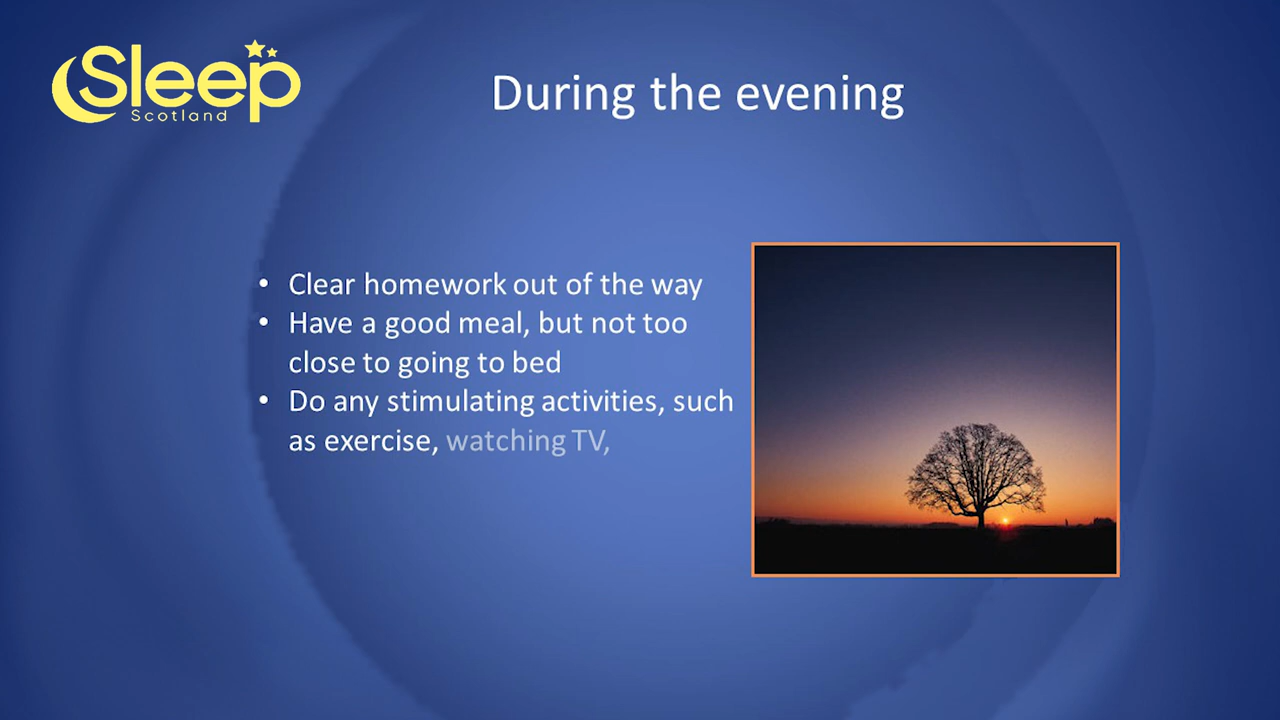 Sleep
Scotland
During the evening
• Clear homework out of the way
• Have a good meal, but not too
close to going to bed
• Do any stimulating activities, such
as exercise, watching TV,